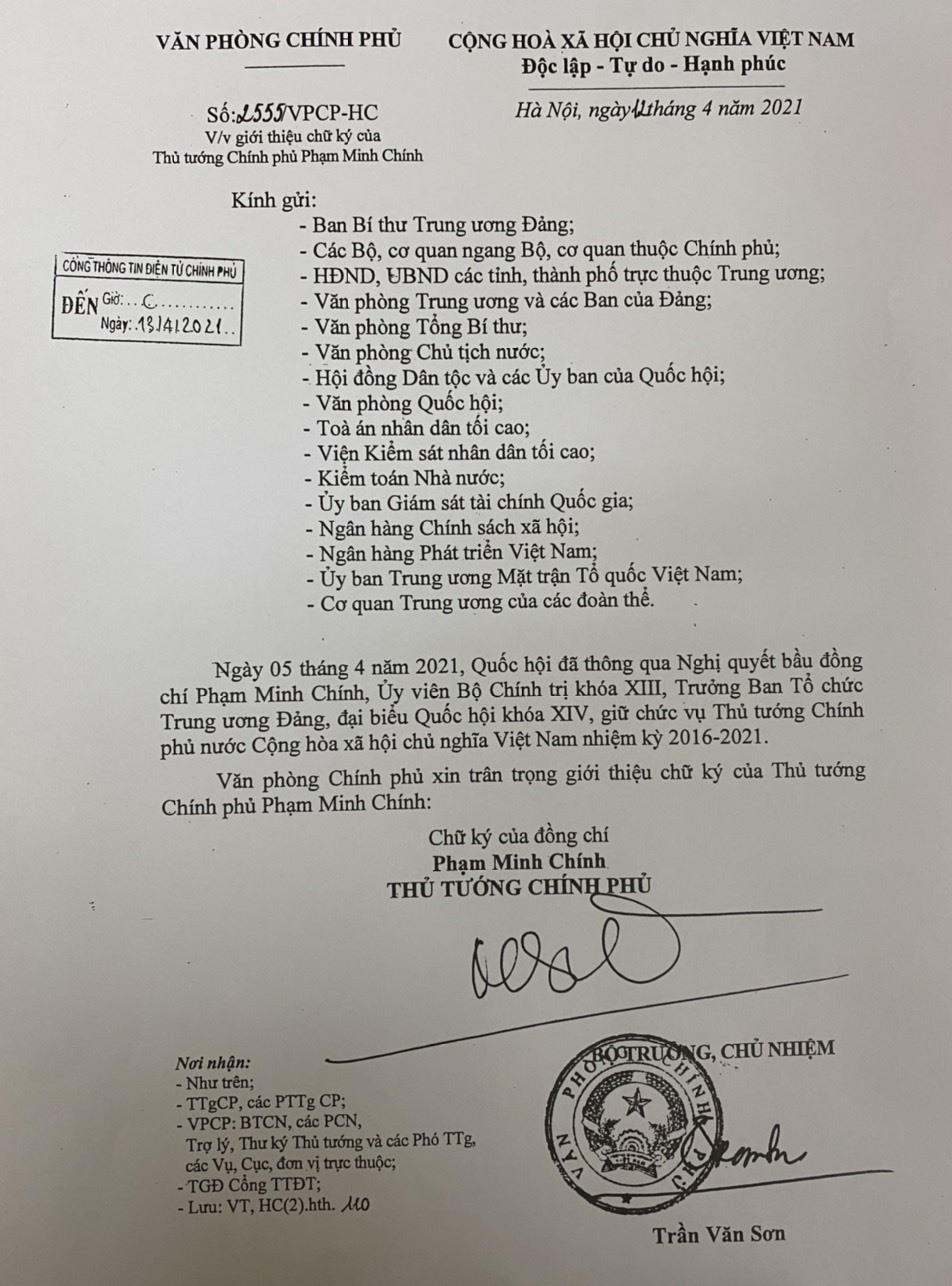 VĂN PHÒNG CHÍNH PHỦ
CỘNG HOÀ XÃ HỘI CHỦ NGHĨA VIỆT NAM
Độc lập - Tự do - Hạnh phúc
Số:2555/VPCP-HC
V/v giới thiệu chữ ký của
Thủ tướng Chính phủ Phạm Minh Chính
Hà Nội, ngày 12 tháng 4 năm 2021
Kính gửi:
- Ban Bí thư Trung ương Đảng;
- Các Bộ, cơ quan ngang Bộ, cơ quan thuộc Chính phủ;
- HĐND, UBND các tỉnh, thành phố trực thuộc Trung ương;
- Văn phòng Trung ương và các Ban của Đảng;
- Văn phòng Tổng Bí thư;
- Văn phòng Chủ tịch nước;
- Hội đồng Dân tộc và các Ủy ban của Quốc hội;
- Văn phòng Quốc hội;
- Toà án nhân dân tối cao;
- Viện Kiểm sát nhân dân tối cao;
- Kiểm toán Nhà nước;
- Ủy ban Giám sát tài chính Quốc gia;
- Ngân hàng Chính sách xã hội;
- Ngân hàng Phát triển Việt Nam;
- Ủy ban Trung ương Mặt trận Tổ quốc Việt Nam;
- Cơ quan Trung ương của các đoàn thể.
CỔNG THÔNG TIN ĐIỆN TỬ CHÍNH PHỦ
ĐẾN Giờ:...C...........
Ngày:.13/4/2021..
Ngày 05 tháng 4 năm 2021, Quốc hội đã thông qua Nghị quyết bầu đồng
chí Phạm Minh Chính, Ủy viên Bộ Chính trị khóa XIII, Trưởng Ban Tổ chức
Trung ương Đảng, đại biểu Quốc hội khóa XIV, giữ chức vụ Thủ tướng Chính
phủ nước Cộng hòa xã hội chủ nghĩa Việt Nam nhiệm kỳ 2016-2021.
Văn phòng Chính phủ xin trân trọng giới thiệu chữ ký của Thủ tướng
Chính phủ Phạm Minh Chính:
Chữ ký của đồng chí
Phạm Minh Chính
THỦ TƯỚNG CHÍNH PHỦ
Nơi nhận:
- Như trên;
- TTgCP, các PTTg CP;
- VPCP: BTCN, các PCN,
Trợ lý, Thư ký Thủ tướng và các Phó TTg,
các Vụ, Cục, đơn vị trực thuộc;
- TGĐ Cổng TTĐT;
- Lưu: VT, HC(2).hth. 110
BỘ TRƯỞNG, CHỦ NHIỆM
VĂN PHÒNG CHÍNH PHỦ
Trần Văn Sơn